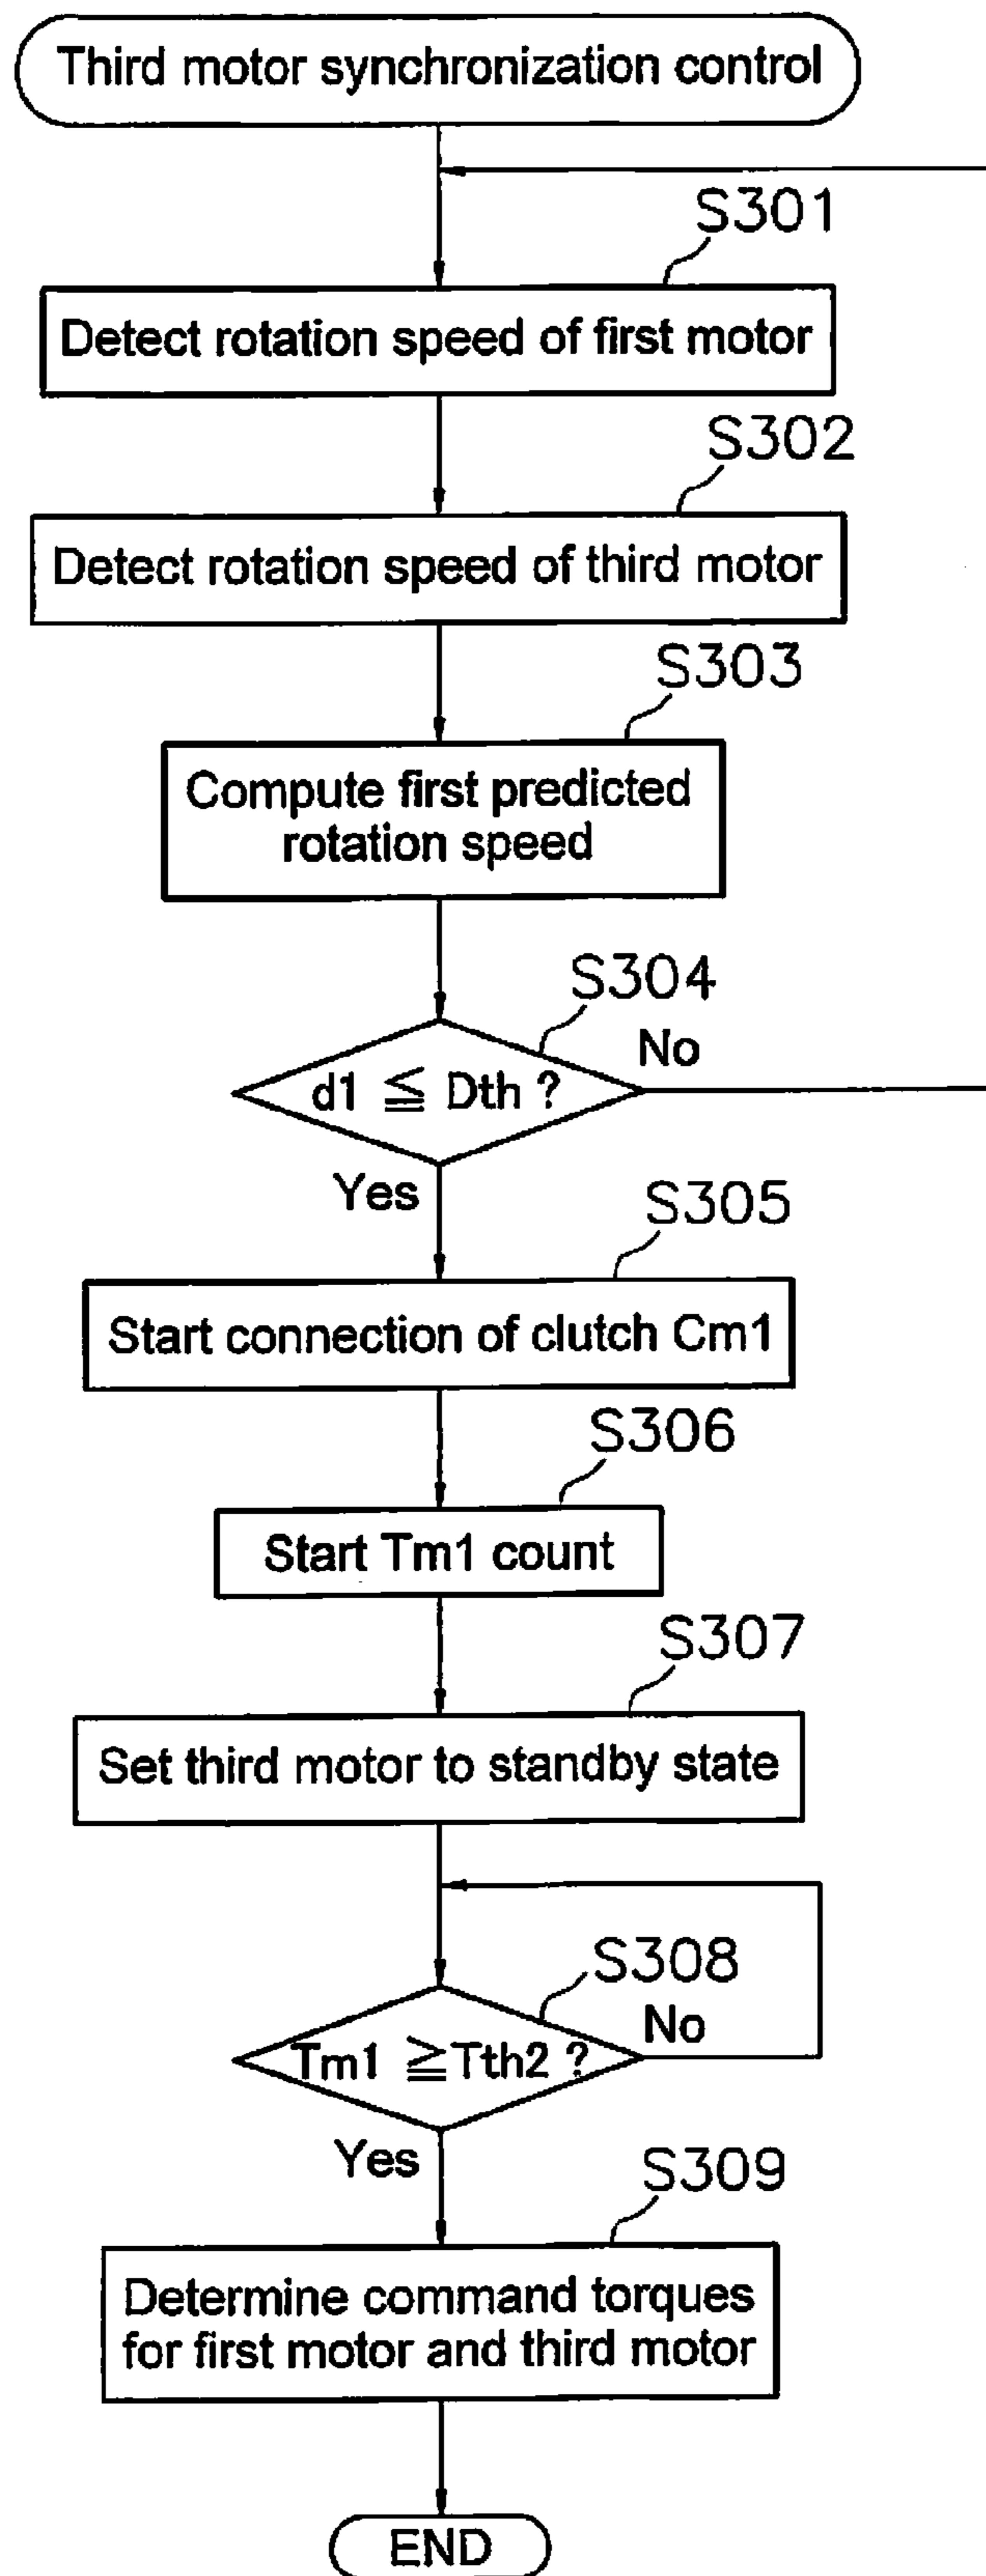 Third motor synchronization control
S301
Detect rotation speed of first motor
S302
Detect rotation speed of third motor
S303
Compute first predicted
rotation speed
S304
No
d1 ≦ Dth ?
Yes
S305
Start connection of clutch Cm1
S306
Start Tm1 count
S307
Set third motor to standby state
S308
No
Tm1 ≧Tth2 ?
Yes
S309
Determine command torques
for first motor and third motor
END